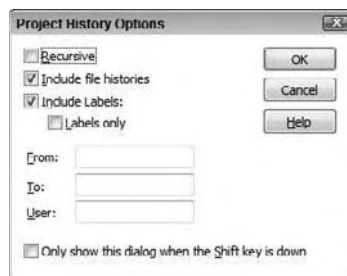 Project History Options
Recursive
Include file histories
Include Labels:
Labels only
From:
To:
User:
Only show this dialog when the Shift key is down
OK
Cancel
Help